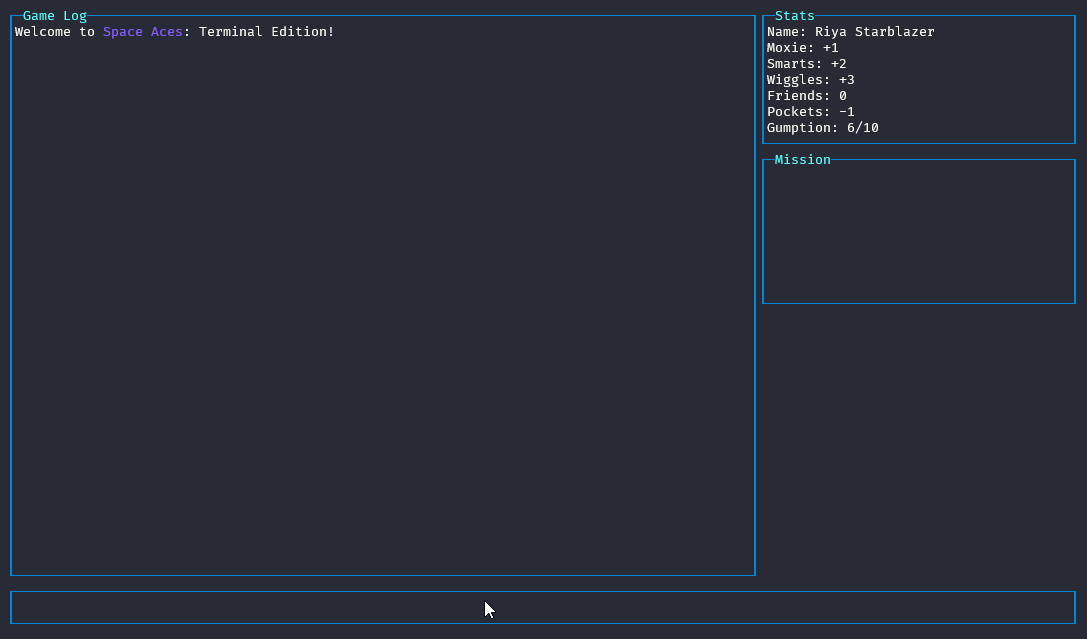 Game Log
Welcome to Space Aces: Terminal Edition!
Stats
Name: Riya Starblazer
Moxie: +1
Smarts: +2
Wiggles: +3
Friends: 0
Pockets: -1
Gumption: 6/10
Mission